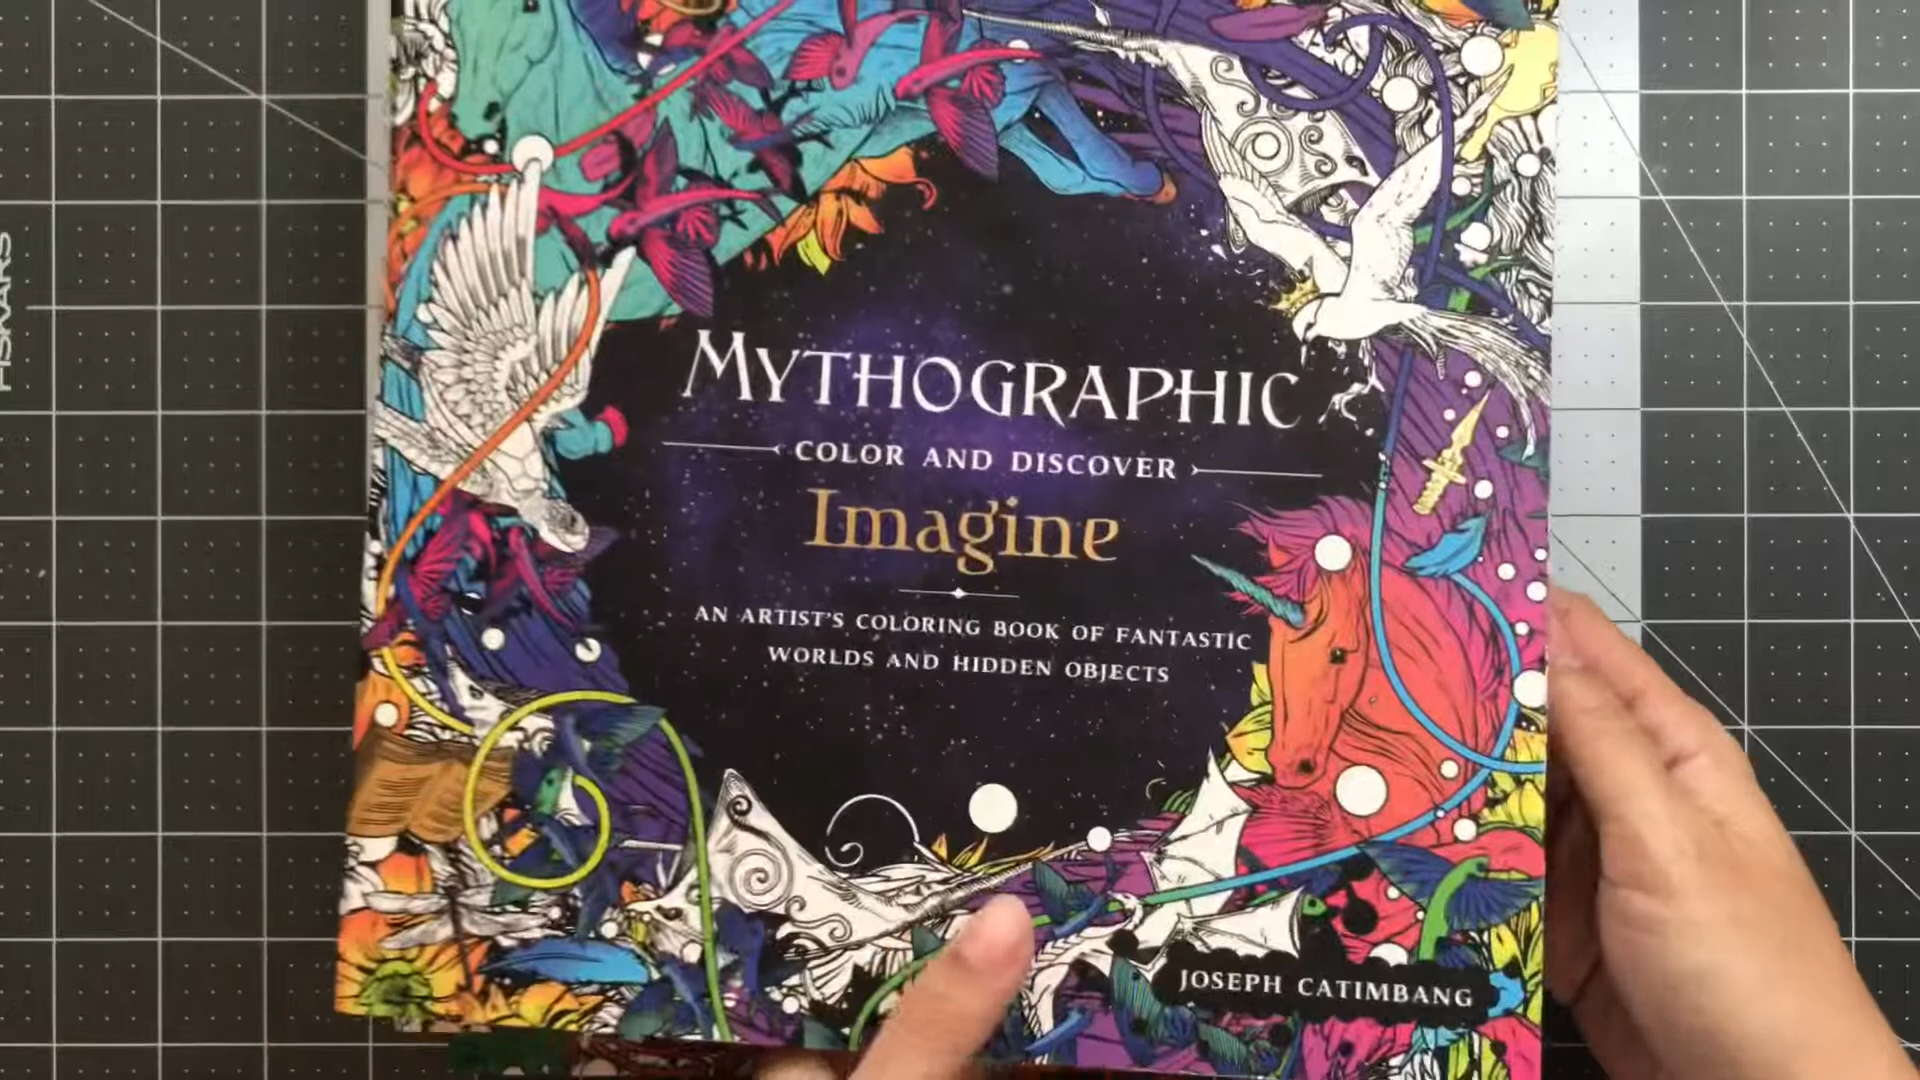 FISKARS
MYTHOGRAPHIC
COLOR AND DISCOVER
Imagine
AN ARTIST'S COLORING BOOK OF FANTASTIC
WORLDS AND HIDDEN OBJECTS
JOSEPH CATIMBANG